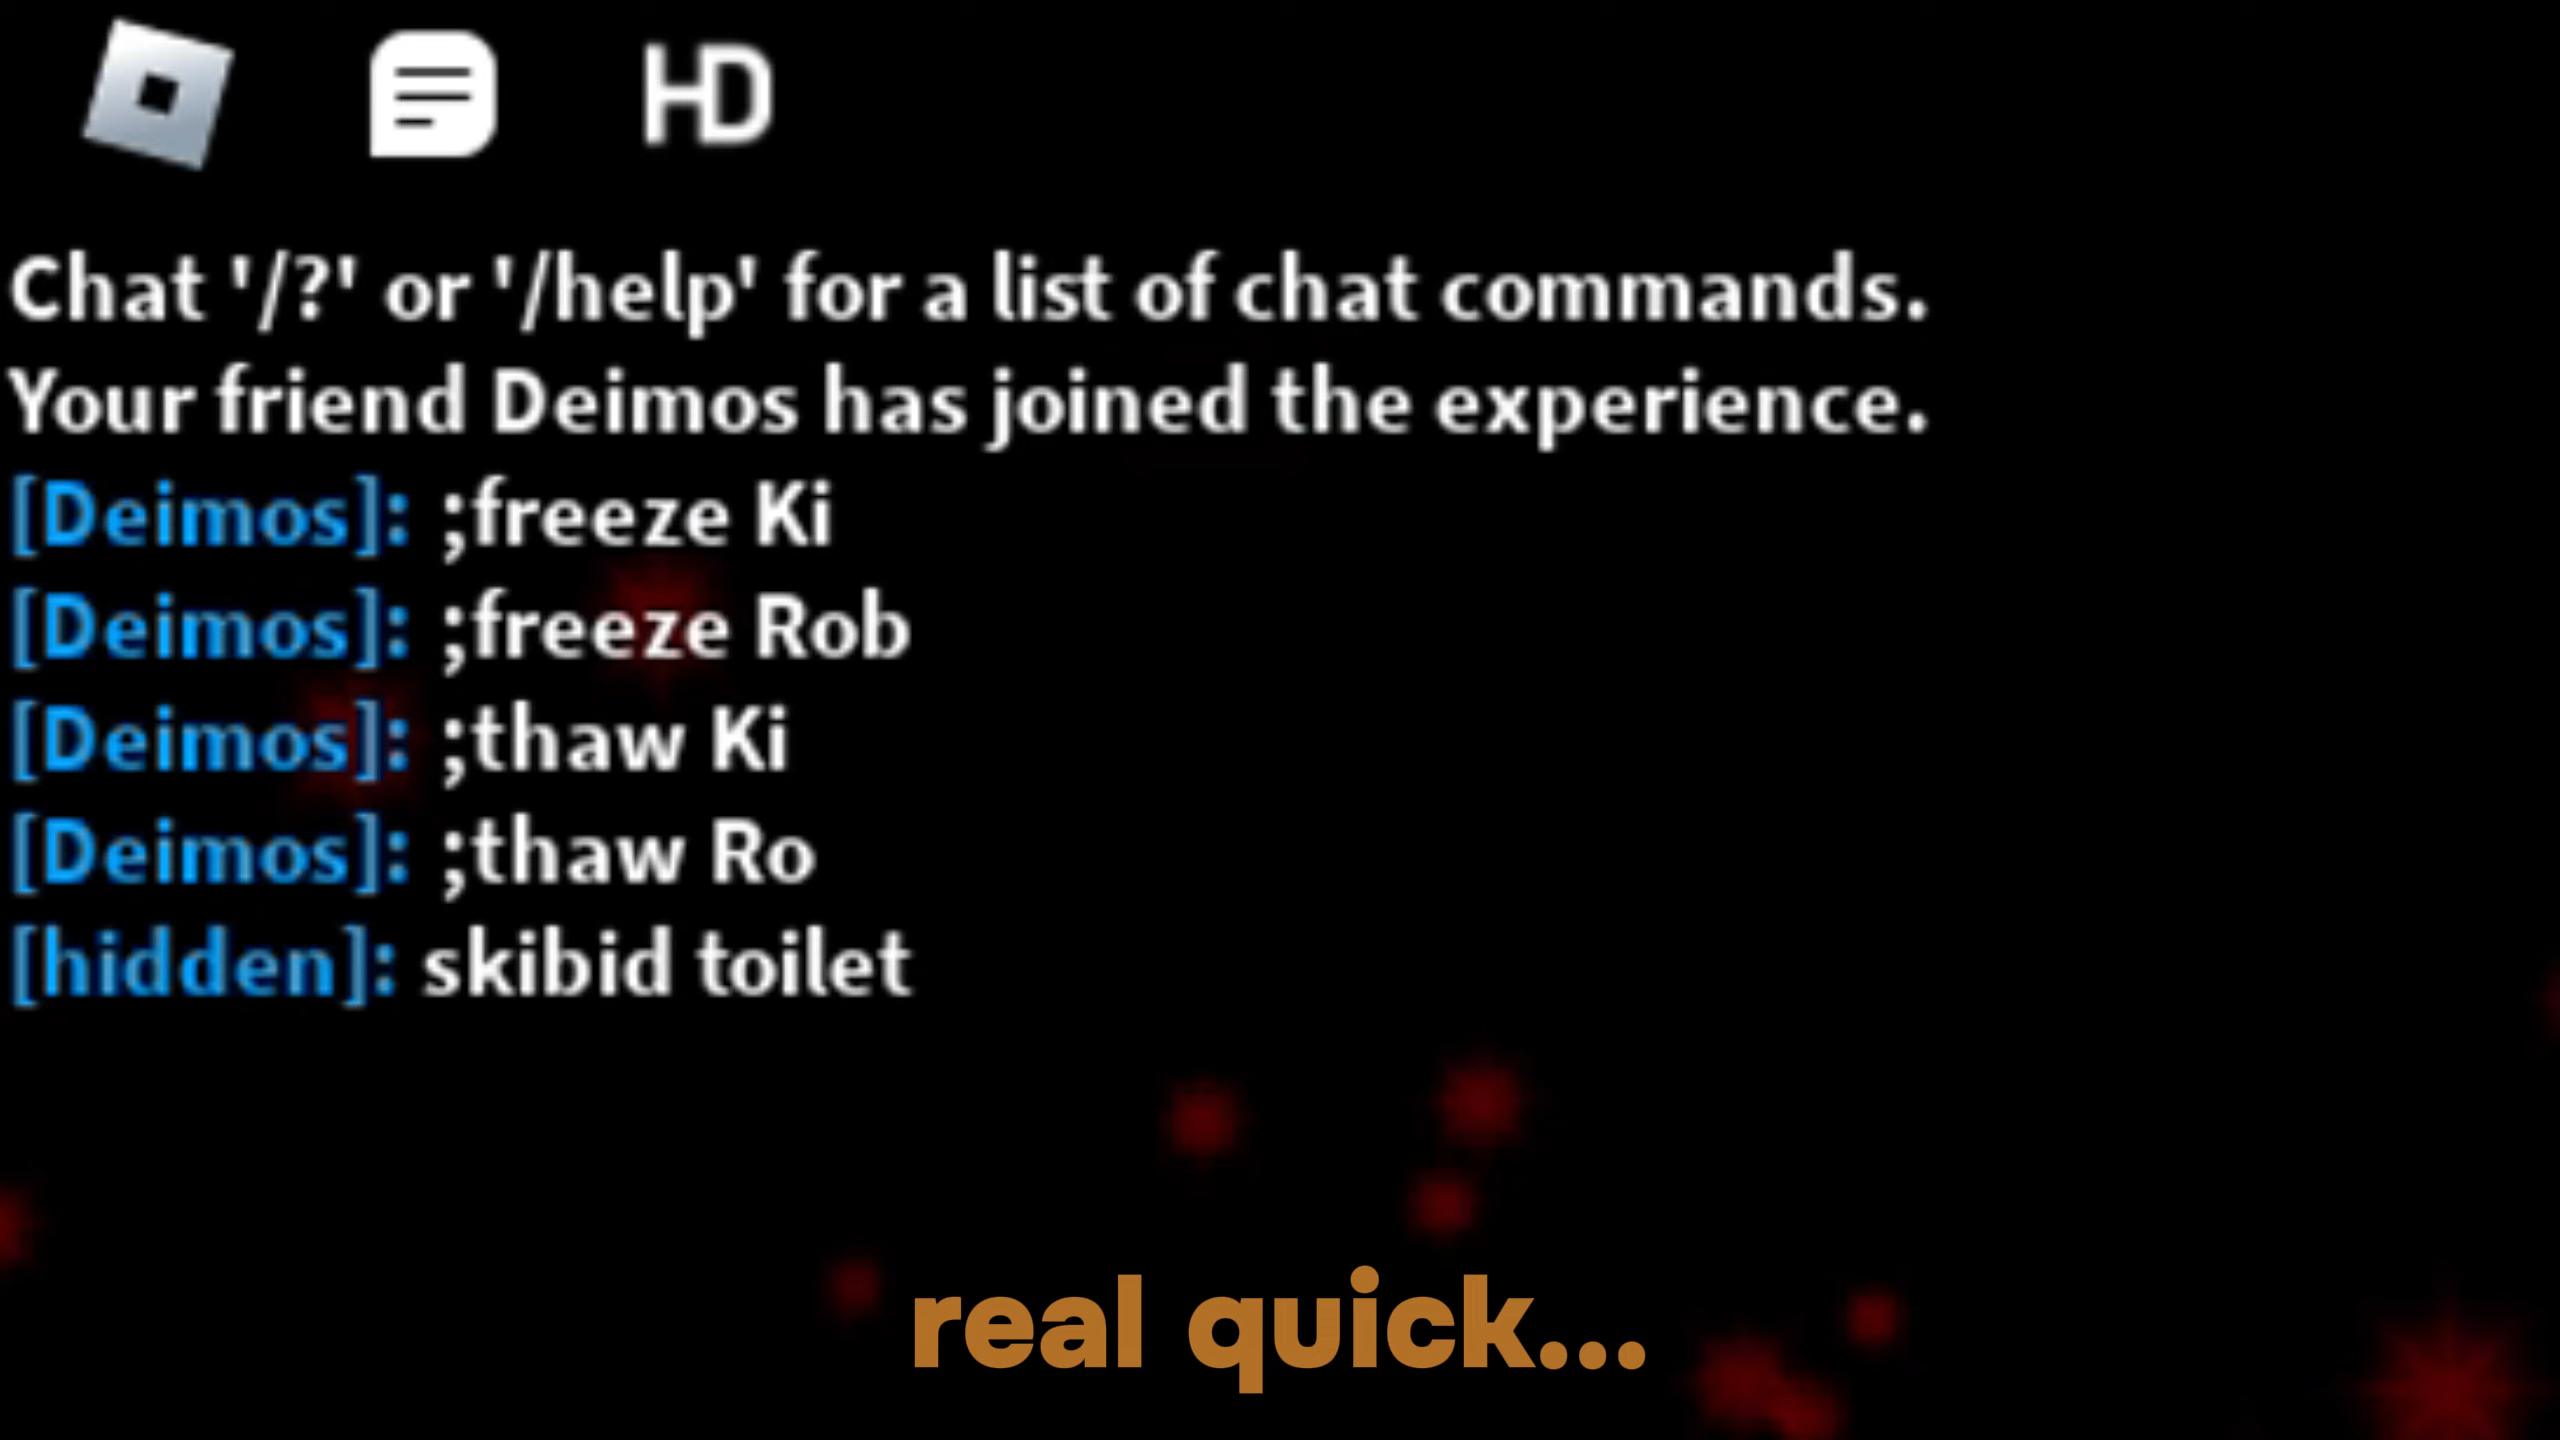 HD
Chat '/?' or '/help' for a list of chat commands.
Your friend Deimos has joined the experience.
[Deimos]: ;freeze Ki
[Deimos]: ;freeze Rob
[Deimos]: ;thaw Ki
[Deimos]: ;thaw Ro
[hidden]: skibid toilet
real quick...